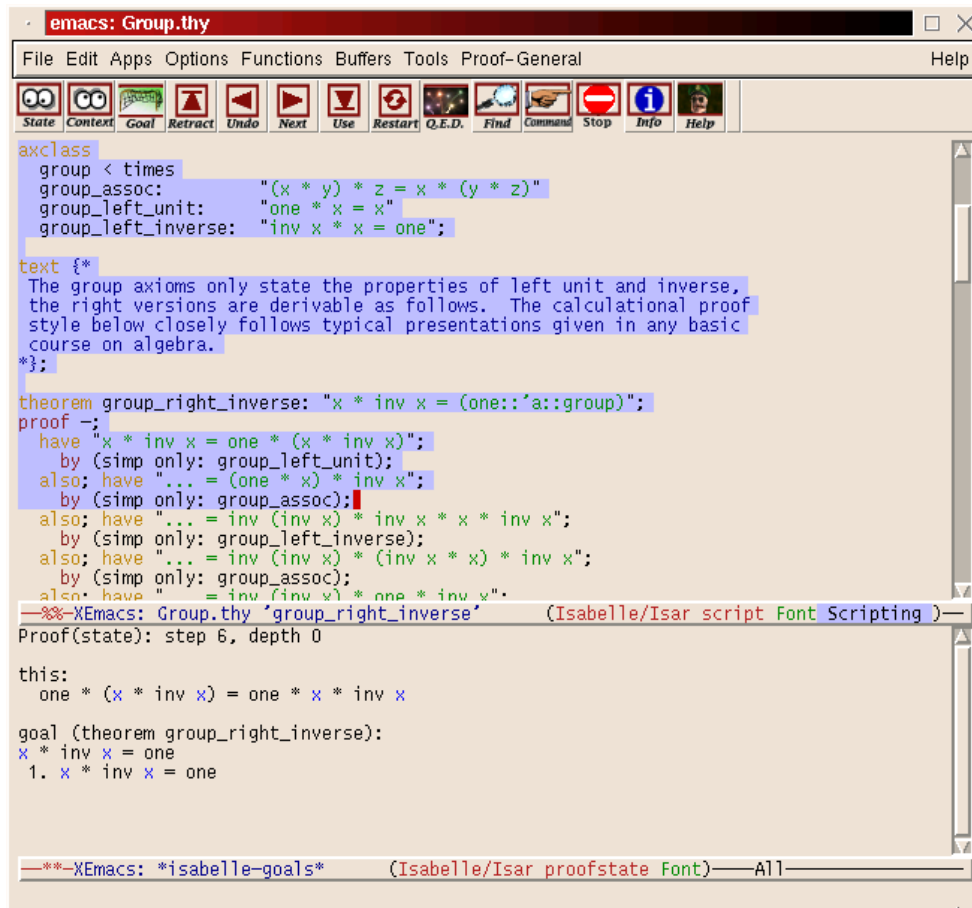 emacs: Group.thy
File Edit Apps Options Functions Buffers Tools Proof-General Help
State Context Goal Retract Undo Next Use Restart Q.E.D. Find Command Stop Info Help
axclass
  group < times
  group_assoc:         "(x * y) * z = x * (y * z)"
  group_left_unit:     "one * x = x"
  group_left_inverse:  "inv x * x = one";
text {*
 The group axioms only state the properties of left unit and inverse,
 the right versions are derivable as follows.  The calculational proof
 style below closely follows typical presentations given in any basic
 course on algebra.
*};
theorem group_right_inverse: "x * inv x = (one::'a::group)";
proof -;
  have "x * inv x = one * (x * inv x)";
    by (simp only: group_left_unit);
  also; have "... = (one * x) * inv x";
    by (simp only: group_assoc);
  also; have "... = inv (inv x) * inv x * x * inv x";
    by (simp only: group_left_inverse);
  also; have "... = inv (inv x) * (inv x * x) * inv x";
    by (simp only: group_assoc);
  also; have "... = inv (inv x) * one * inv x";
--%%-XEmacs: Group.thy 'group_right_inverse'      (Isabelle/Isar script Font Scripting )--
Proof(state): step 6, depth 0
this:
  one * (x * inv x) = one * x * inv x
goal (theorem group_right_inverse):
x * inv x = one
 1. x * inv x = one
--**-XEmacs: *isabelle-goals*      (Isabelle/Isar proofstate Font)----All----